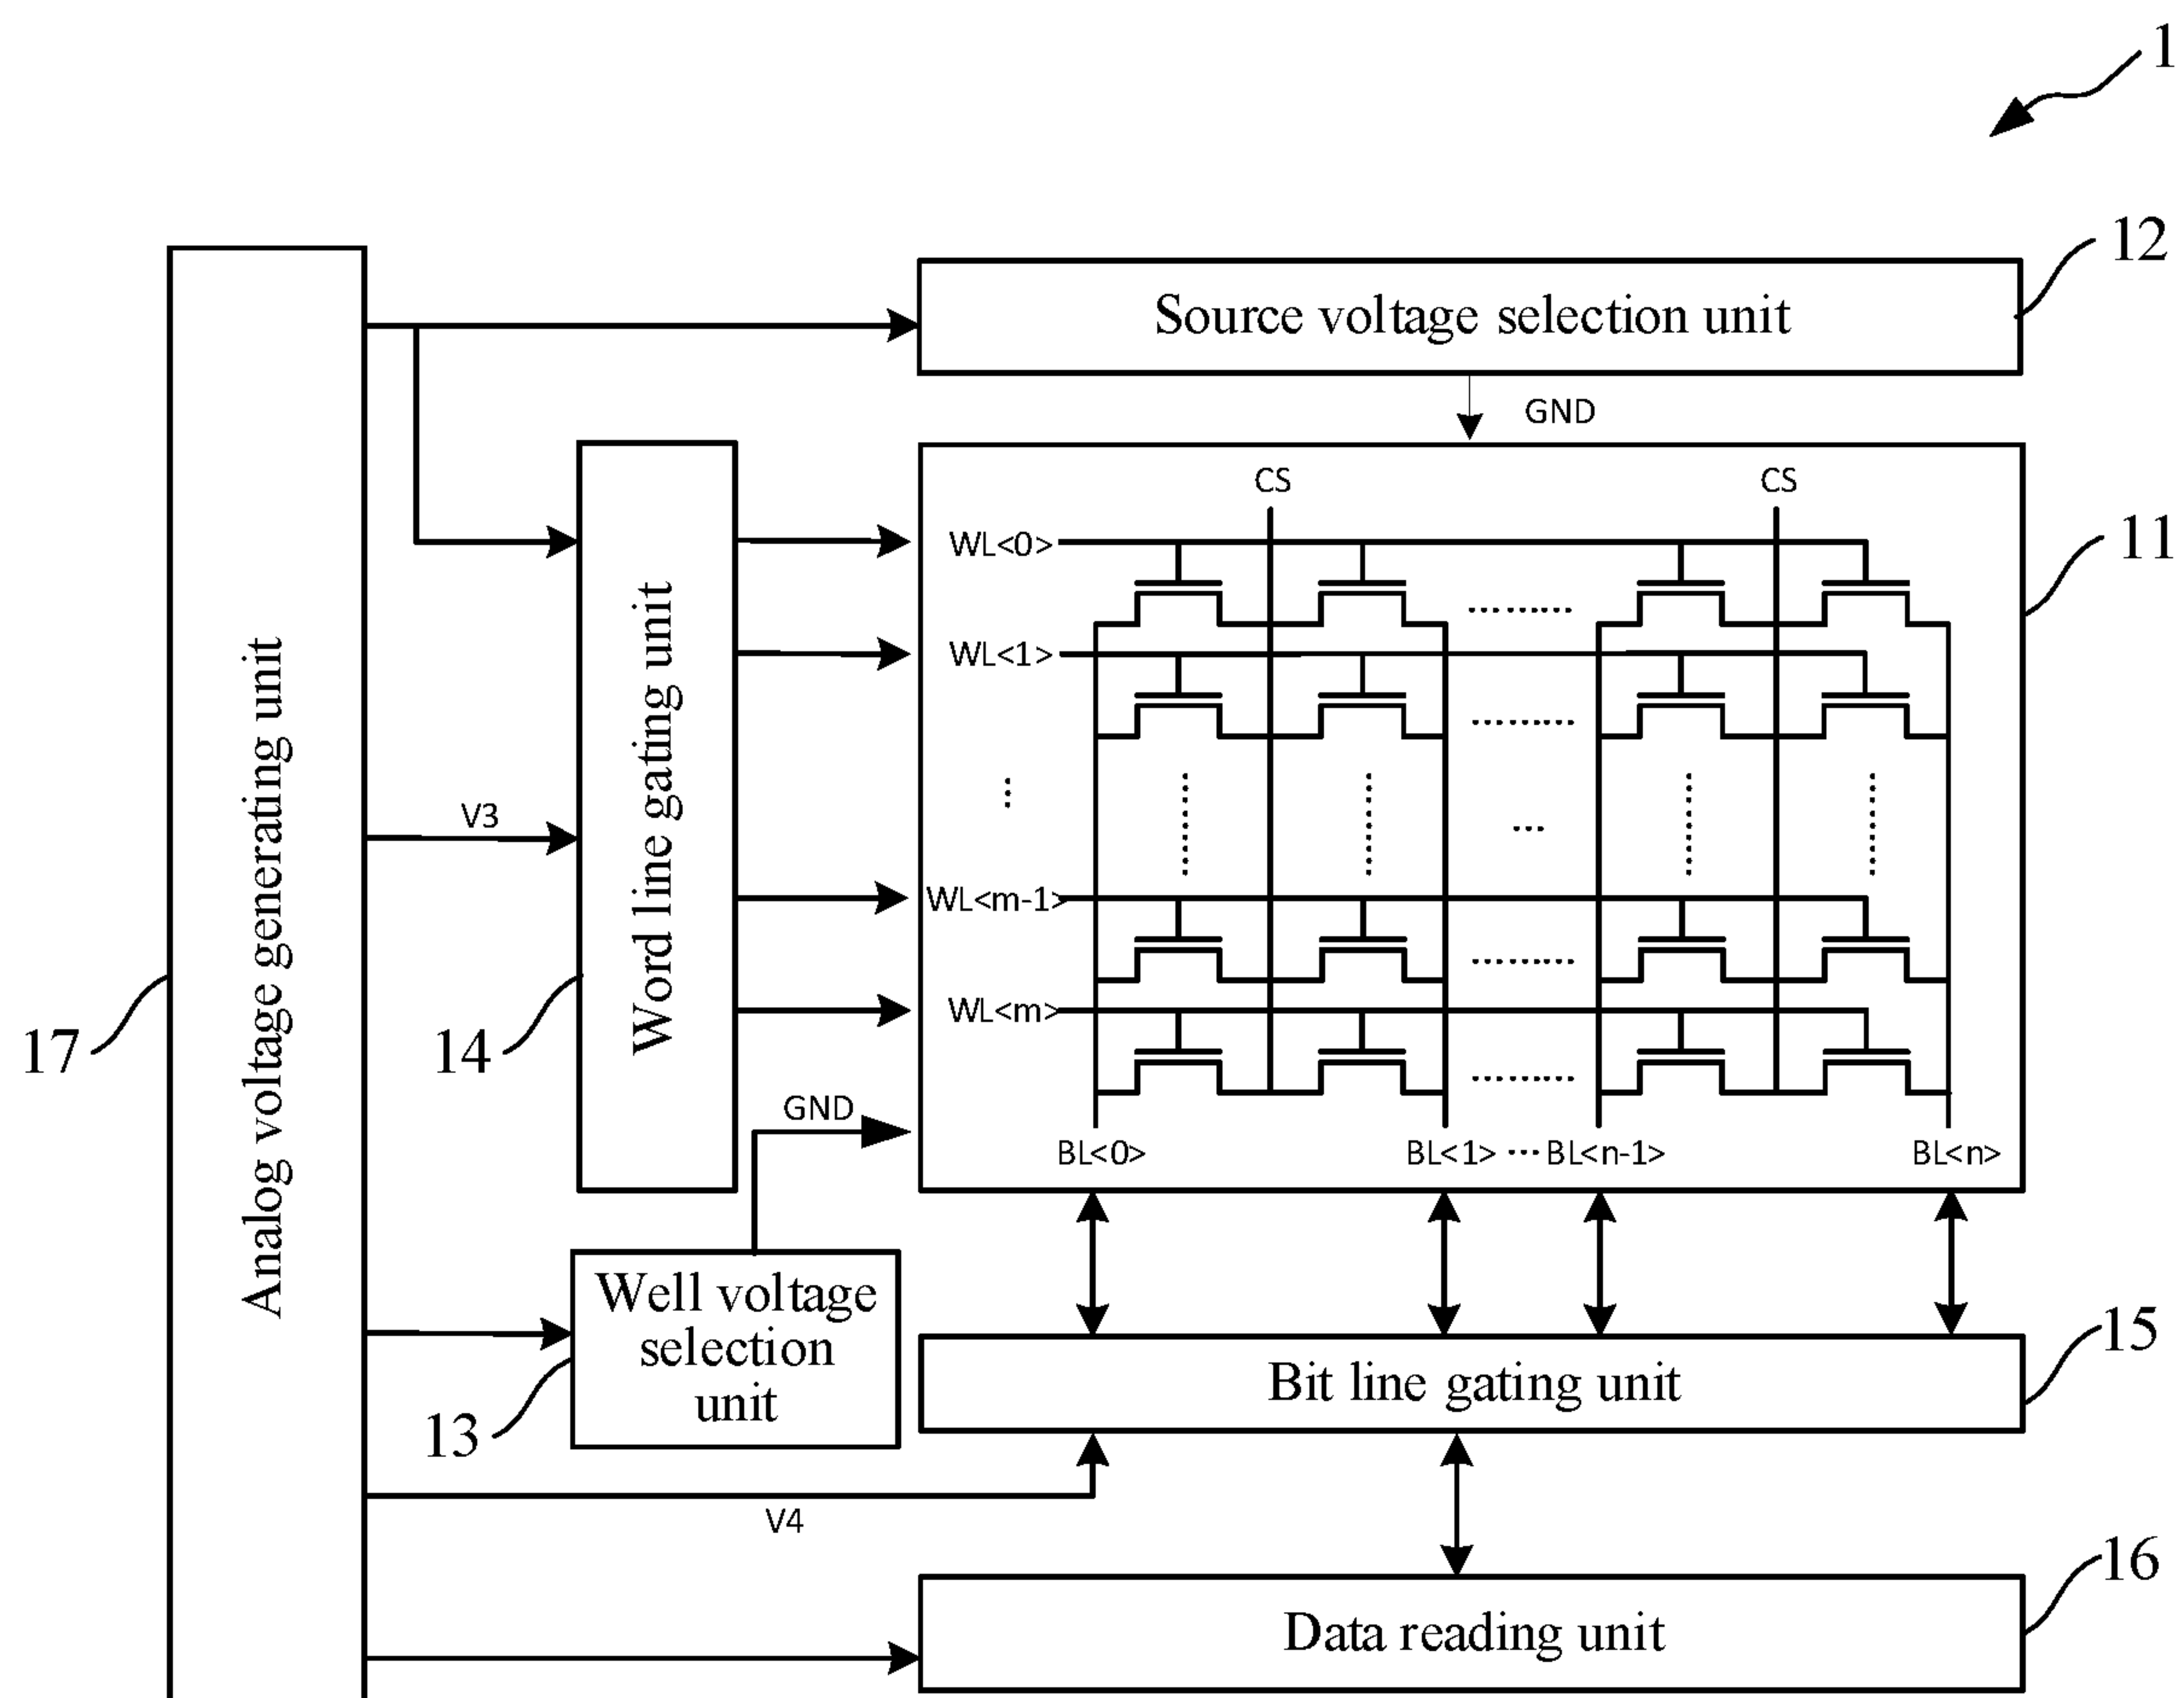 1
12
Source voltage selection unit
GND
CS CS
11
WL<0>
WL<1>
Analog voltage generating unit
Word line gating unit
V3
WL<m-1>
WL<m>
17
14
GND
BL<0> BL<1> ··· BL<n-1> BL<n>
Well voltage
selection
unit
13
15
Bit line gating unit
V4
16
Data reading unit